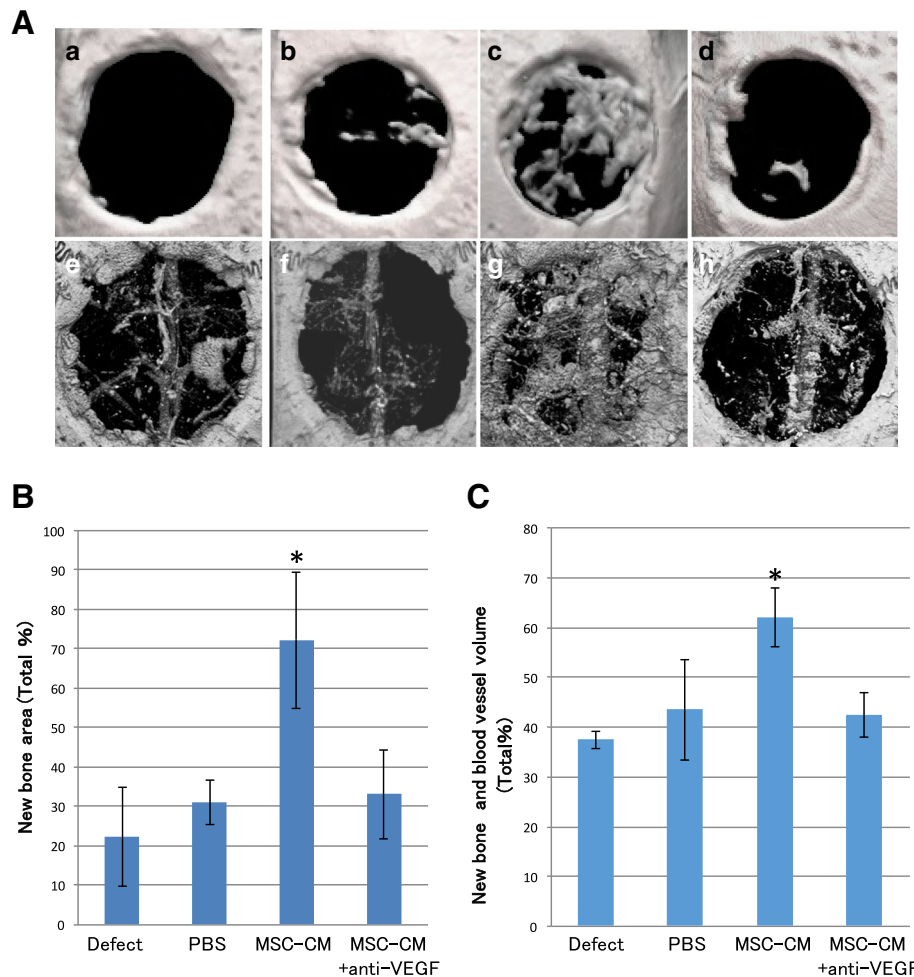 A
a
b
c
d
e
f
g
h
B
100
90
80
70
60
50
40
30
20
10
0
New bone area (Total %)
*
Defect
PBS
MSC-CM
MSC-CM
+anti-VEGF
C
80
70
60
50
40
30
20
10
0
New bone and blood vessel volume
(Total%)
*
Defect
PBS
MSC-CM
MSC-CM
+anti-VEGF